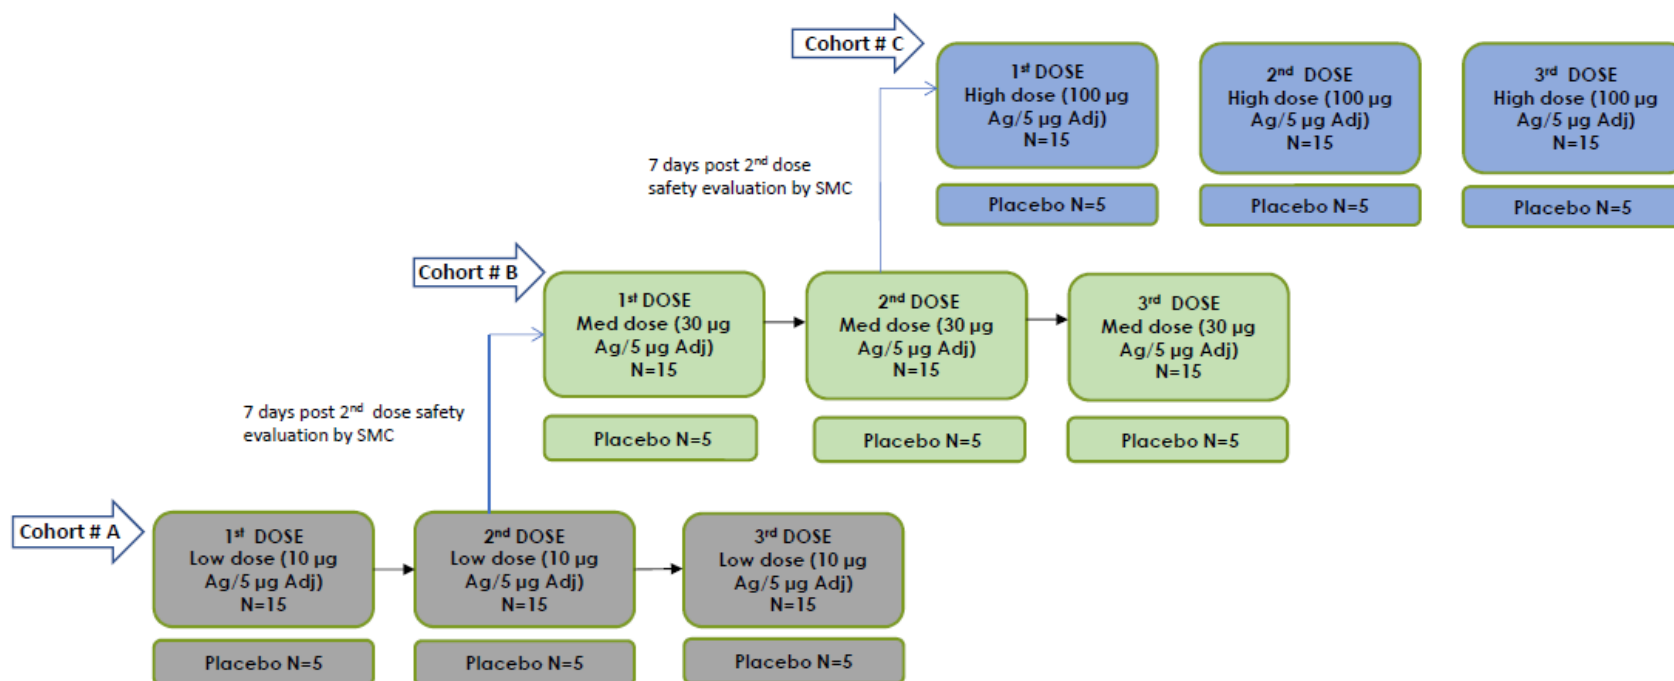 Cohort # C
1st DOSE
High dose (100 µg
Ag/5 µg Adj)
N=15
2nd DOSE
High dose (100 µg
Ag/5 µg Adj)
N=15
3rd DOSE
High dose (100 µg
Ag/5 µg Adj)
N=15
7 days post 2nd dose
safety evaluation by SMC
Placebo N=5
Placebo N=5
Placebo N=5
Cohort # B
1st DOSE
Med dose (30 µg
Ag/5 µg Adj)
N=15
2nd DOSE
Med dose (30 µg
Ag/5 µg Adj)
N=15
3rd DOSE
Med dose (30 µg
Ag/5 µg Adj)
N=15
7 days post 2nd dose safety
evaluation by SMC
Placebo N=5
Placebo N=5
Placebo N=5
Cohort # A
1st DOSE
Low dose (10 µg
Ag/5 µg Adj)
N=15
2nd DOSE
Low dose (10 µg
Ag/5 µg Adj)
N=15
3rd DOSE
Low dose (10 µg
Ag/5 µg Adj)
N=15
Placebo N=5
Placebo N=5
Placebo N=5